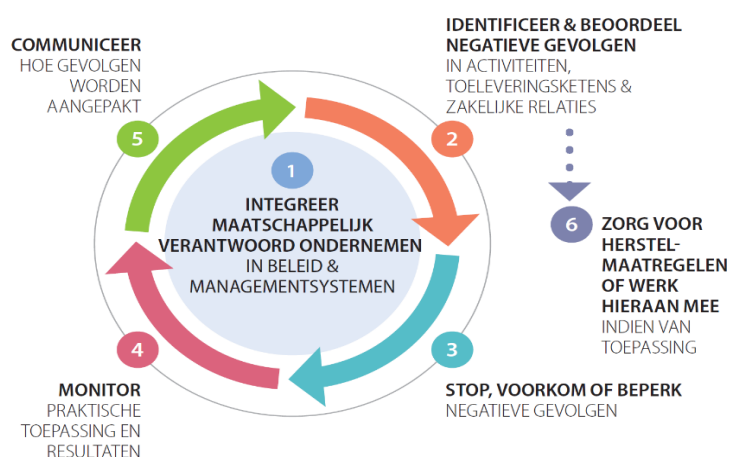 1
INTEGREER
MAATSCHAPPELIJK
VERANTWOORD ONDERNEMEN
IN BELEID &
MANAGEMENTSYSTEMEN
2
IDENTIFICEER & BEOORDEEL
NEGATIEVE GEVOLGEN
IN ACTIVITEITEN,
TOELEVERINGSKETENS &
ZAKELIJKE RELATIES
3
STOP, VOORKOM OF BEPERK
NEGATIEVE GEVOLGEN
4
MONITOR
PRAKTISCHE
TOEPASSING EN
RESULTATEN
5
COMMUNICEER
HOE GEVOLGEN
WORDEN
AANGEPAKT
6
ZORG VOOR
HERSTEL-
MAATREGELEN
OF WERK
HIERAAN MEE
INDIEN VAN
TOEPASSING